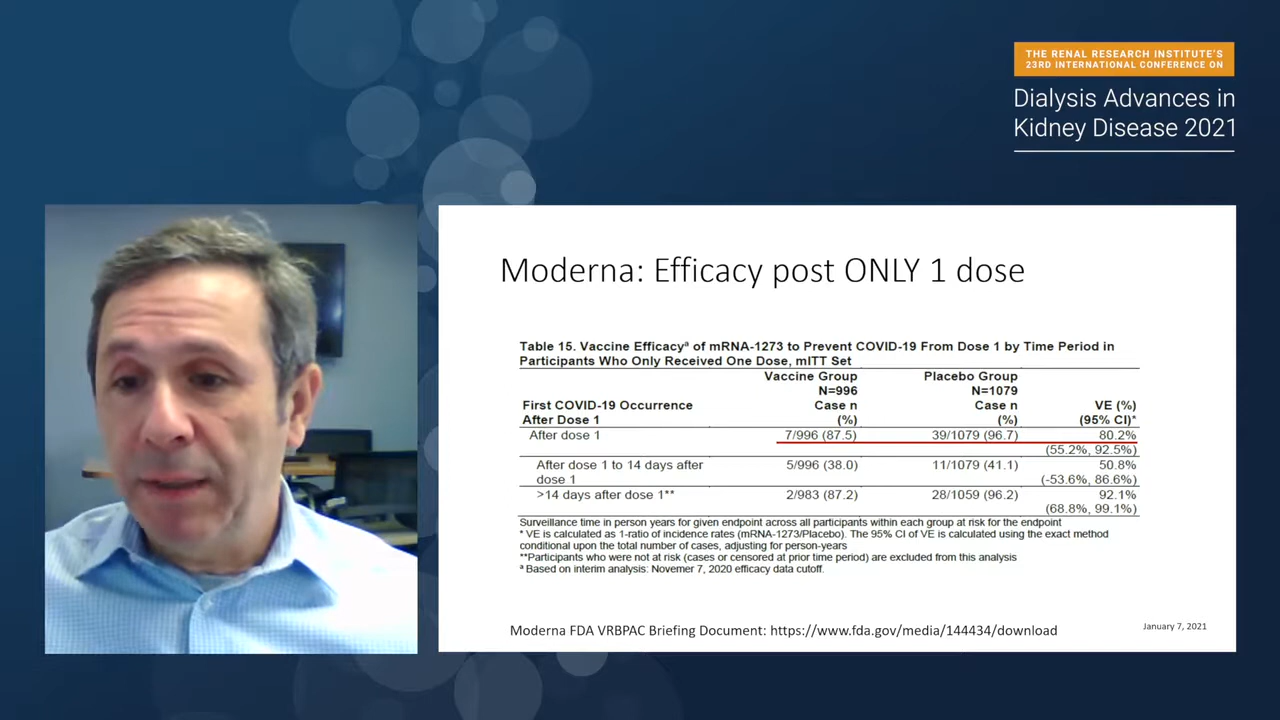 THE RENAL RESEARCH INSTITUTE'S
23RD INTERNATIONAL CONFERENCE ON
Dialysis Advances in
Kidney Disease 2021
Moderna: Efficacy post ONLY 1 dose
Table 15. Vaccine Efficacyª of mRNA-1273 to Prevent COVID-19 From Dose 1 by Time Period in
Participants Who Only Received One Dose, mITT Set
Vaccine Group Placebo Group
N=996 N=1079
First COVID-19 Occurrence Case n Case n VE (%)
After Dose 1 (%) (%) (95% CI)*
After dose 1 7/996 (87.5) 39/1079 (96.7) 80.2%
(55.2%, 92.5%)
After dose 1 to 14 days after 5/996 (38.0) 11/1079 (41.1) 50.8%
dose 1 (-53.6%, 86.6%)
>14 days after dose 1** 2/983 (87.2) 28/1059 (96.2) 92.1%
(68.8%, 99.1%)
Surveillance time in person years for given endpoint across all participants within each group at risk for the endpoint
* VE is calculated as 1-ratio of incidence rates (mRNA-1273/Placebo). The 95% CI of VE is calculated using the exact method
conditional upon the total number of cases, adjusting for person-years
**Participants who were not at risk (cases or censored at prior time period) are excluded from this analysis
ª Based on interim analysis: Novemer 7, 2020 efficacy data cutoff.
Moderna FDA VRBPAC Briefing Document: https://www.fda.gov/media/144434/download
January 7, 2021